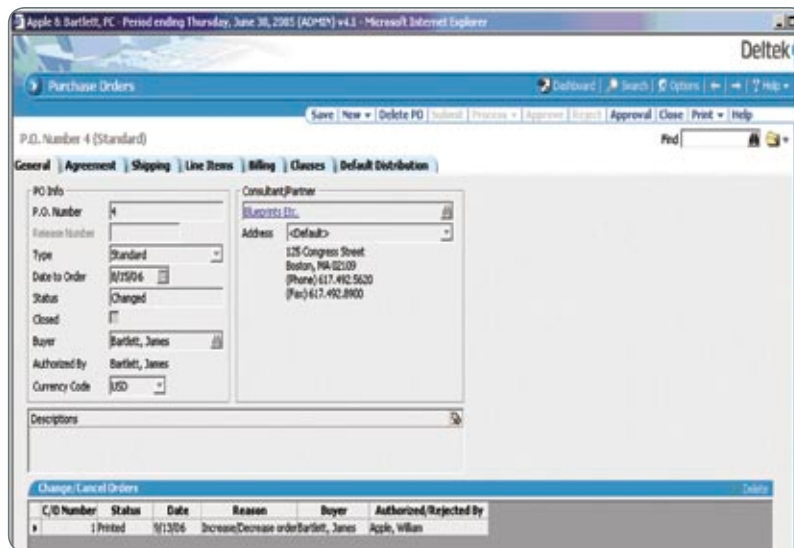 Apple & Bartlett, PC - Period ending Thursday, June 30, 2005 (ADMIN) v4.1 - Microsoft Internet Explorer
Deltek
Purchase Orders
Dashboard | Search | Options | Help
Save | New | Delete PO | Submit | Process | Approve | Reject | Approval | Close | Print | Help
P.O. Number 4 (Standard)
Find
General Agreement Shipping Line Items Billing Clauses Default Distribution
PO Info
P.O. Number 4
Release Number
Type Standard
Date to Order 8/15/06
Status Changed
Closed
Buyer Bartlett, James
Authorized By Bartlett, James
Currency Code USD
Consultant/Partner
Blueprints Etc.
Address <Default>
125 Congress Street
Boston, MA 02109
(Phone) 617.492.5620
(Fax) 617.492.8900
Descriptions
Change/Cancel Orders
Delete
C/O Number Status Date Reason Buyer Authorized/Rejected By
1 Printed 9/13/06 Increase/Decrease order Bartlett, James Apple, William